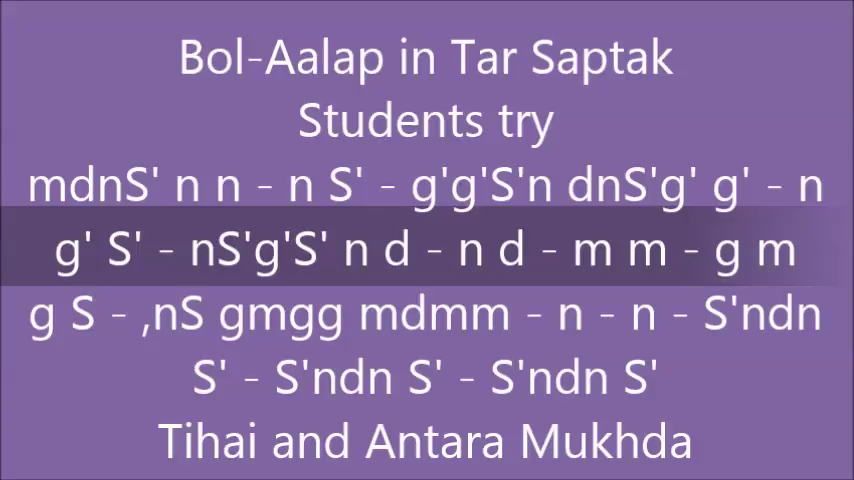 Bol-Aalap in Tar Saptak
Students try
mdnS' n n - n S' - g'g'S'n dnS'g' g' - n
g' S' - nS'g'S' n d - n d - m m - g m
g S - ,nS gmgg mdmm - n - n - S'ndn
S' - S'ndn S' - S'ndn S'
Tihai and Antara Mukhda